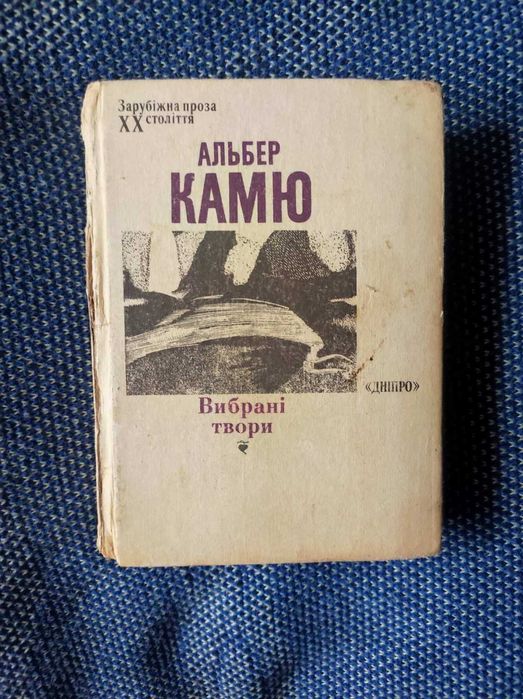 Зарубіжна проза
XX століття
АЛЬБЕР
КАМЮ
«ДНІПРО»
Вибрані
твори